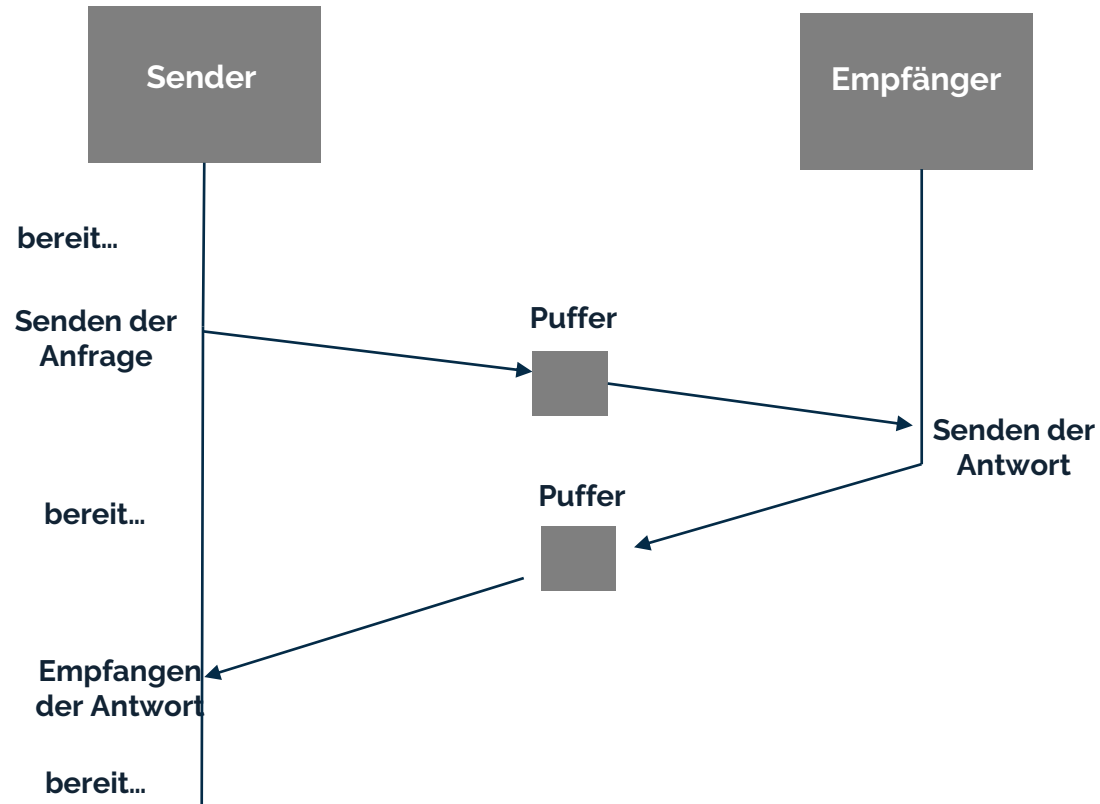 Sender
Empfänger
bereit…
Senden der
Anfrage
Puffer
Senden der
Antwort
Puffer
bereit…
Empfangen
der Antwort
bereit…